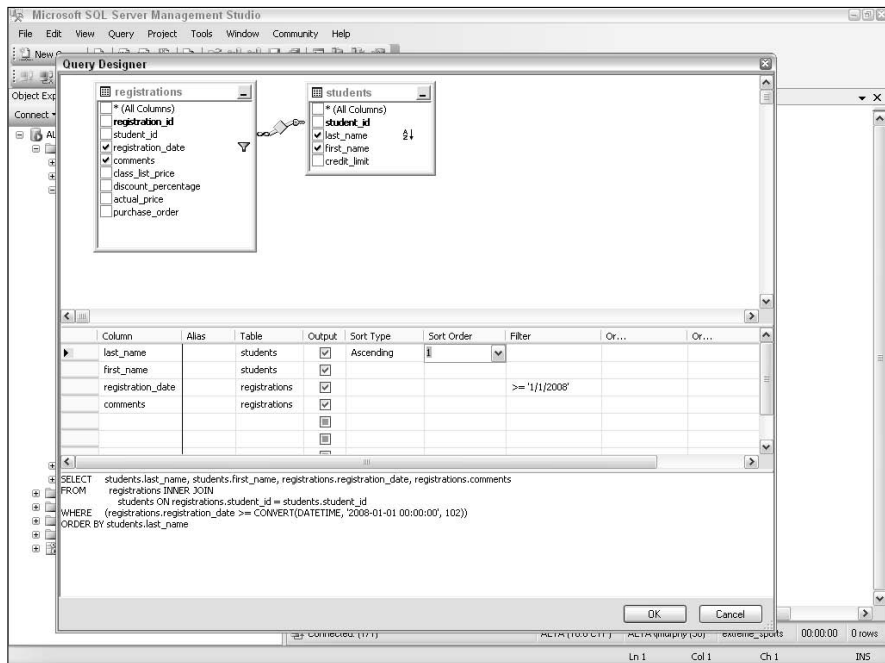 Microsoft SQL Server Management Studio
File Edit View Query Project Tools Window Community Help
New
Query Designer
Object Exp
Connect
registrations
* (All Columns)
registration_id
student_id
registration_date
comments
class_list_price
discount_percentage
actual_price
purchase_order
students
* (All Columns)
student_id
last_name
first_name
credit_limit
Column Alias Table Output Sort Type Sort Order Filter Or... Or...
last_name students Ascending 1
first_name students
registration_date registrations >= '1/1/2008'
comments registrations
SELECT students.last_name, students.first_name, registrations.registration_date, registrations.comments
FROM registrations INNER JOIN
students ON registrations.student_id = students.student_id
WHERE (registrations.registration_date >= CONVERT(DATETIME, '2008-01-01 00:00:00', 102))
ORDER BY students.last_name
OK Cancel
Connected. (1/1) extreme_sports 00:00:00 0 rows
Ln 1 Col 1 Ch 1 INS